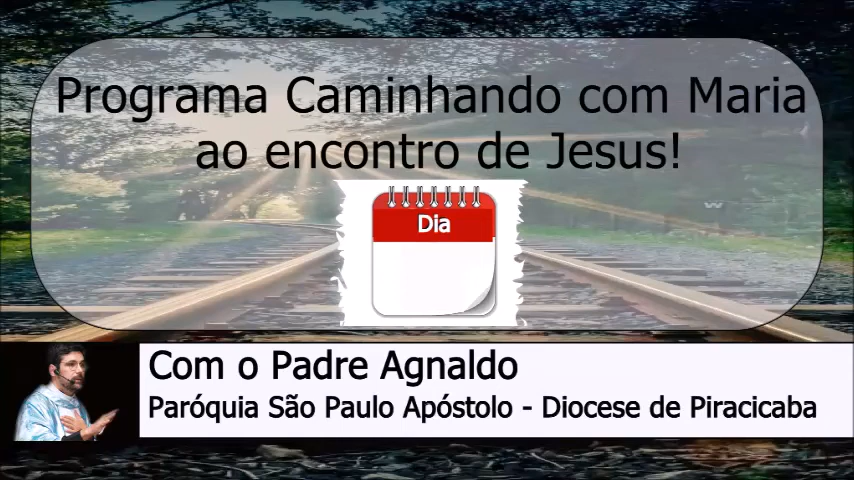 Programa Caminhando com Maria
ao encontro de Jesus!
Dia
Com o Padre Agnaldo
Paróquia São Paulo Apóstolo - Diocese de Piracicaba